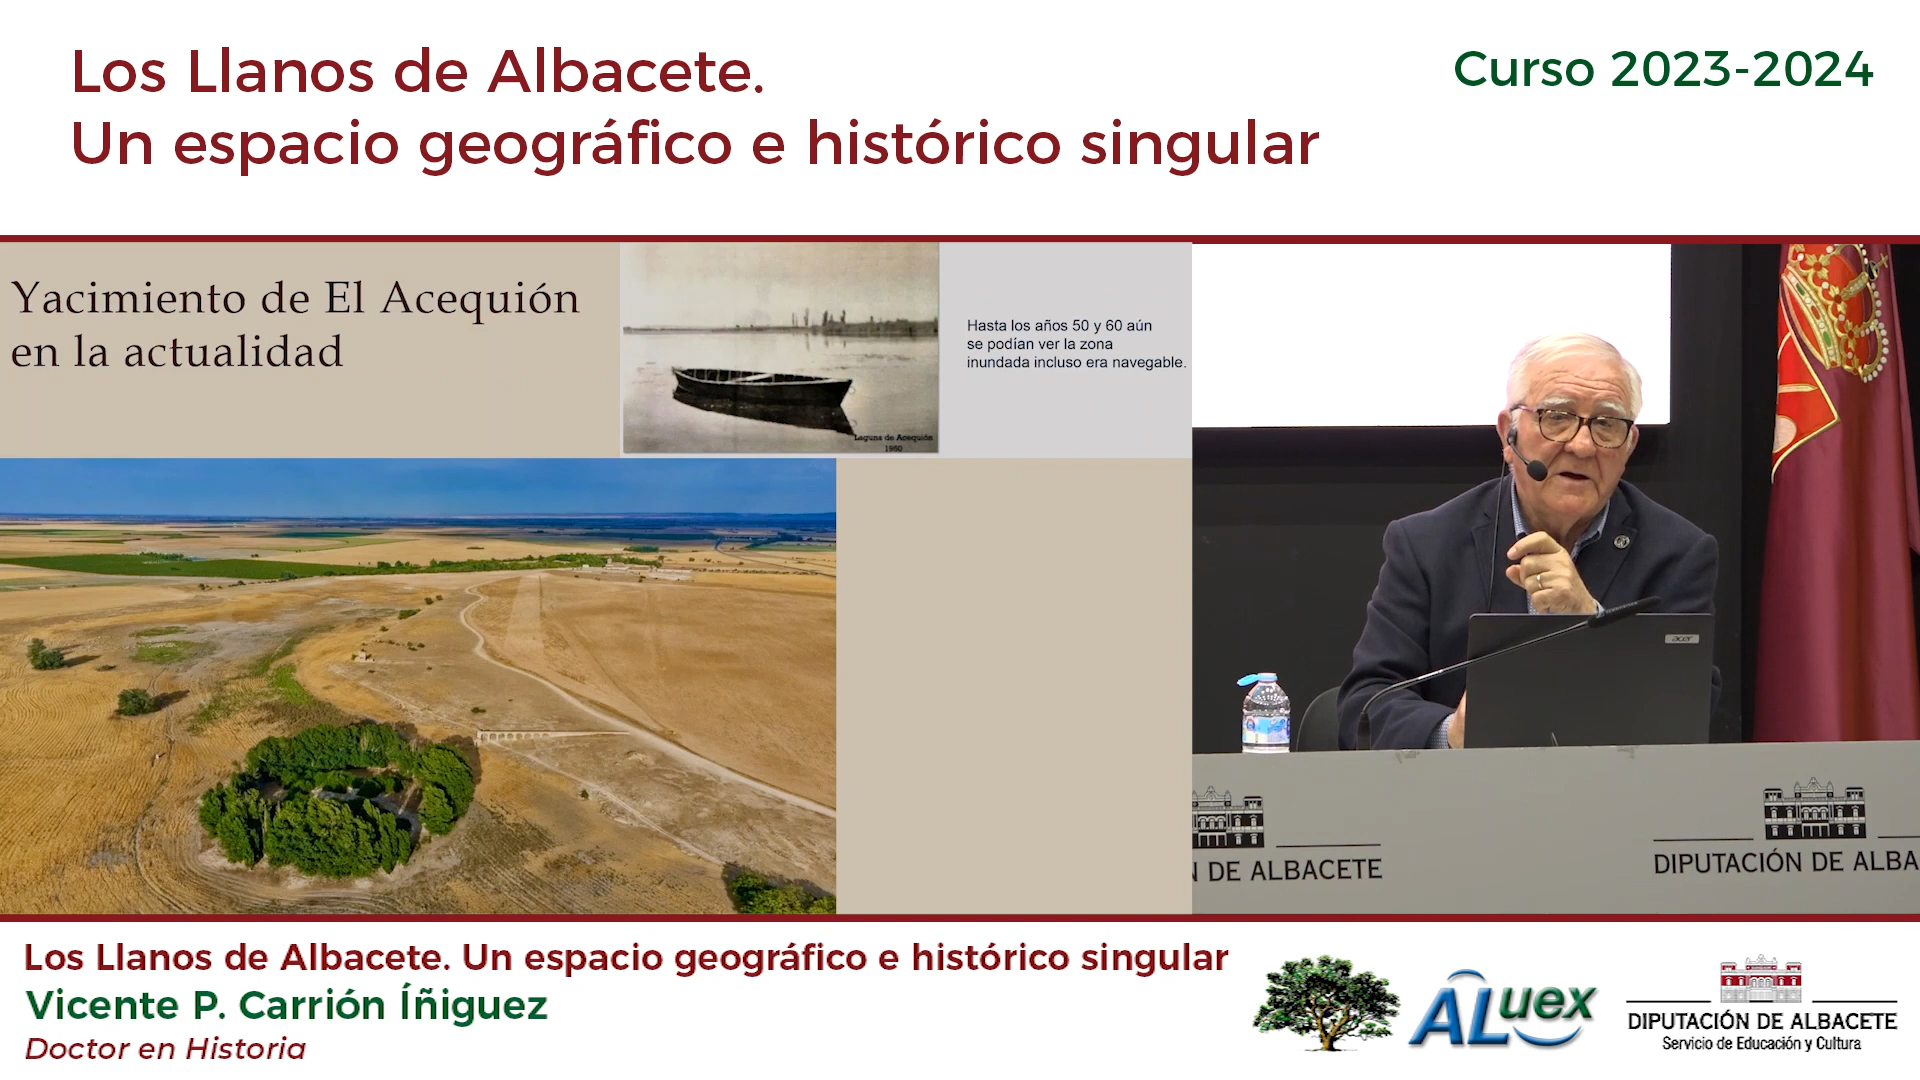 Los Llanos de Albacete.
Un espacio geográfico e histórico singular
Curso 2023-2024
Yacimiento de El Acequión
en la actualidad
Laguna de Acequión
1950
Hasta los años 50 y 60 aún
se podían ver la zona
inundada incluso era navegable.
acer
N DE ALBACETE
DIPUTACIÓN DE ALBA
Los Llanos de Albacete. Un espacio geográfico e histórico singular
Vicente P. Carrión Íñiguez
Doctor en Historia
ALuex
DIPUTACIÓN DE ALBACETE
Servicio de Educación y Cultura